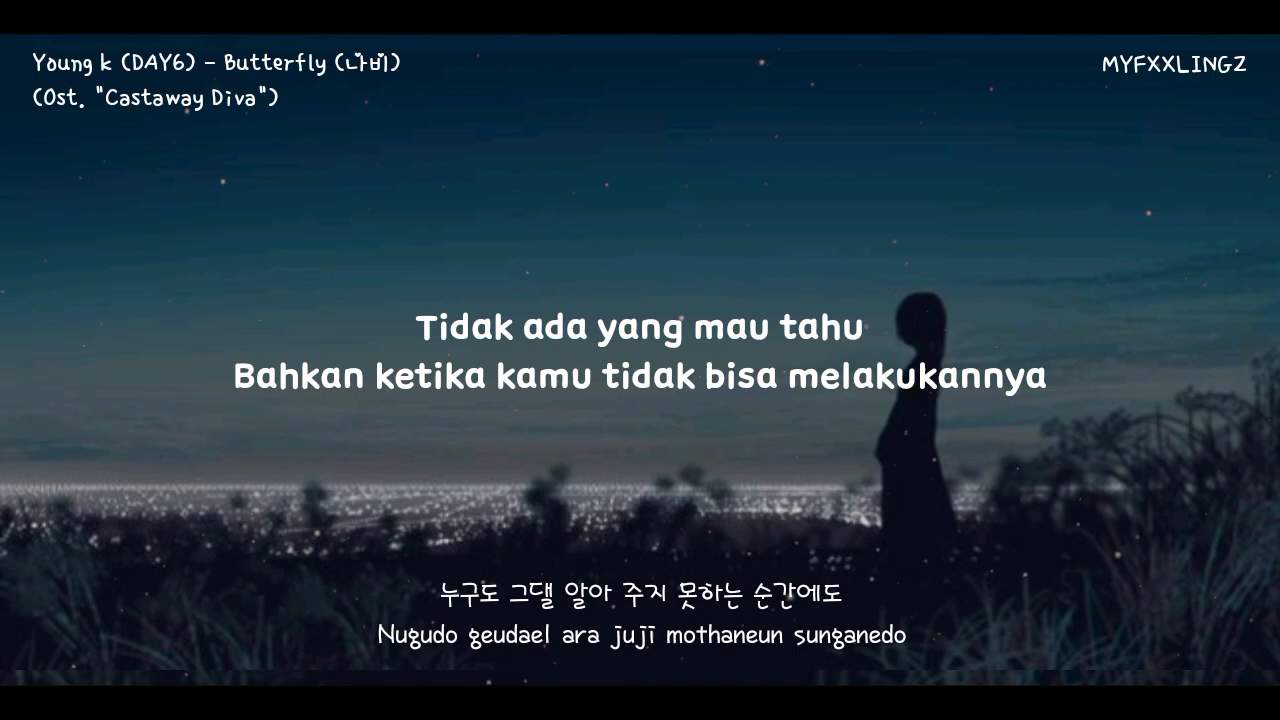 Young k (DAY6) - Butterfly (나비)
(Ost. "Castaway Diva")
MYFXXLINGZ
Tidak ada yang mau tahu
Bahkan ketika kamu tidak bisa melakukannya
누구도 그댈 알아 주지 못하는 순간에도
Nugudo geudael ara juji mothaneun sunganedo